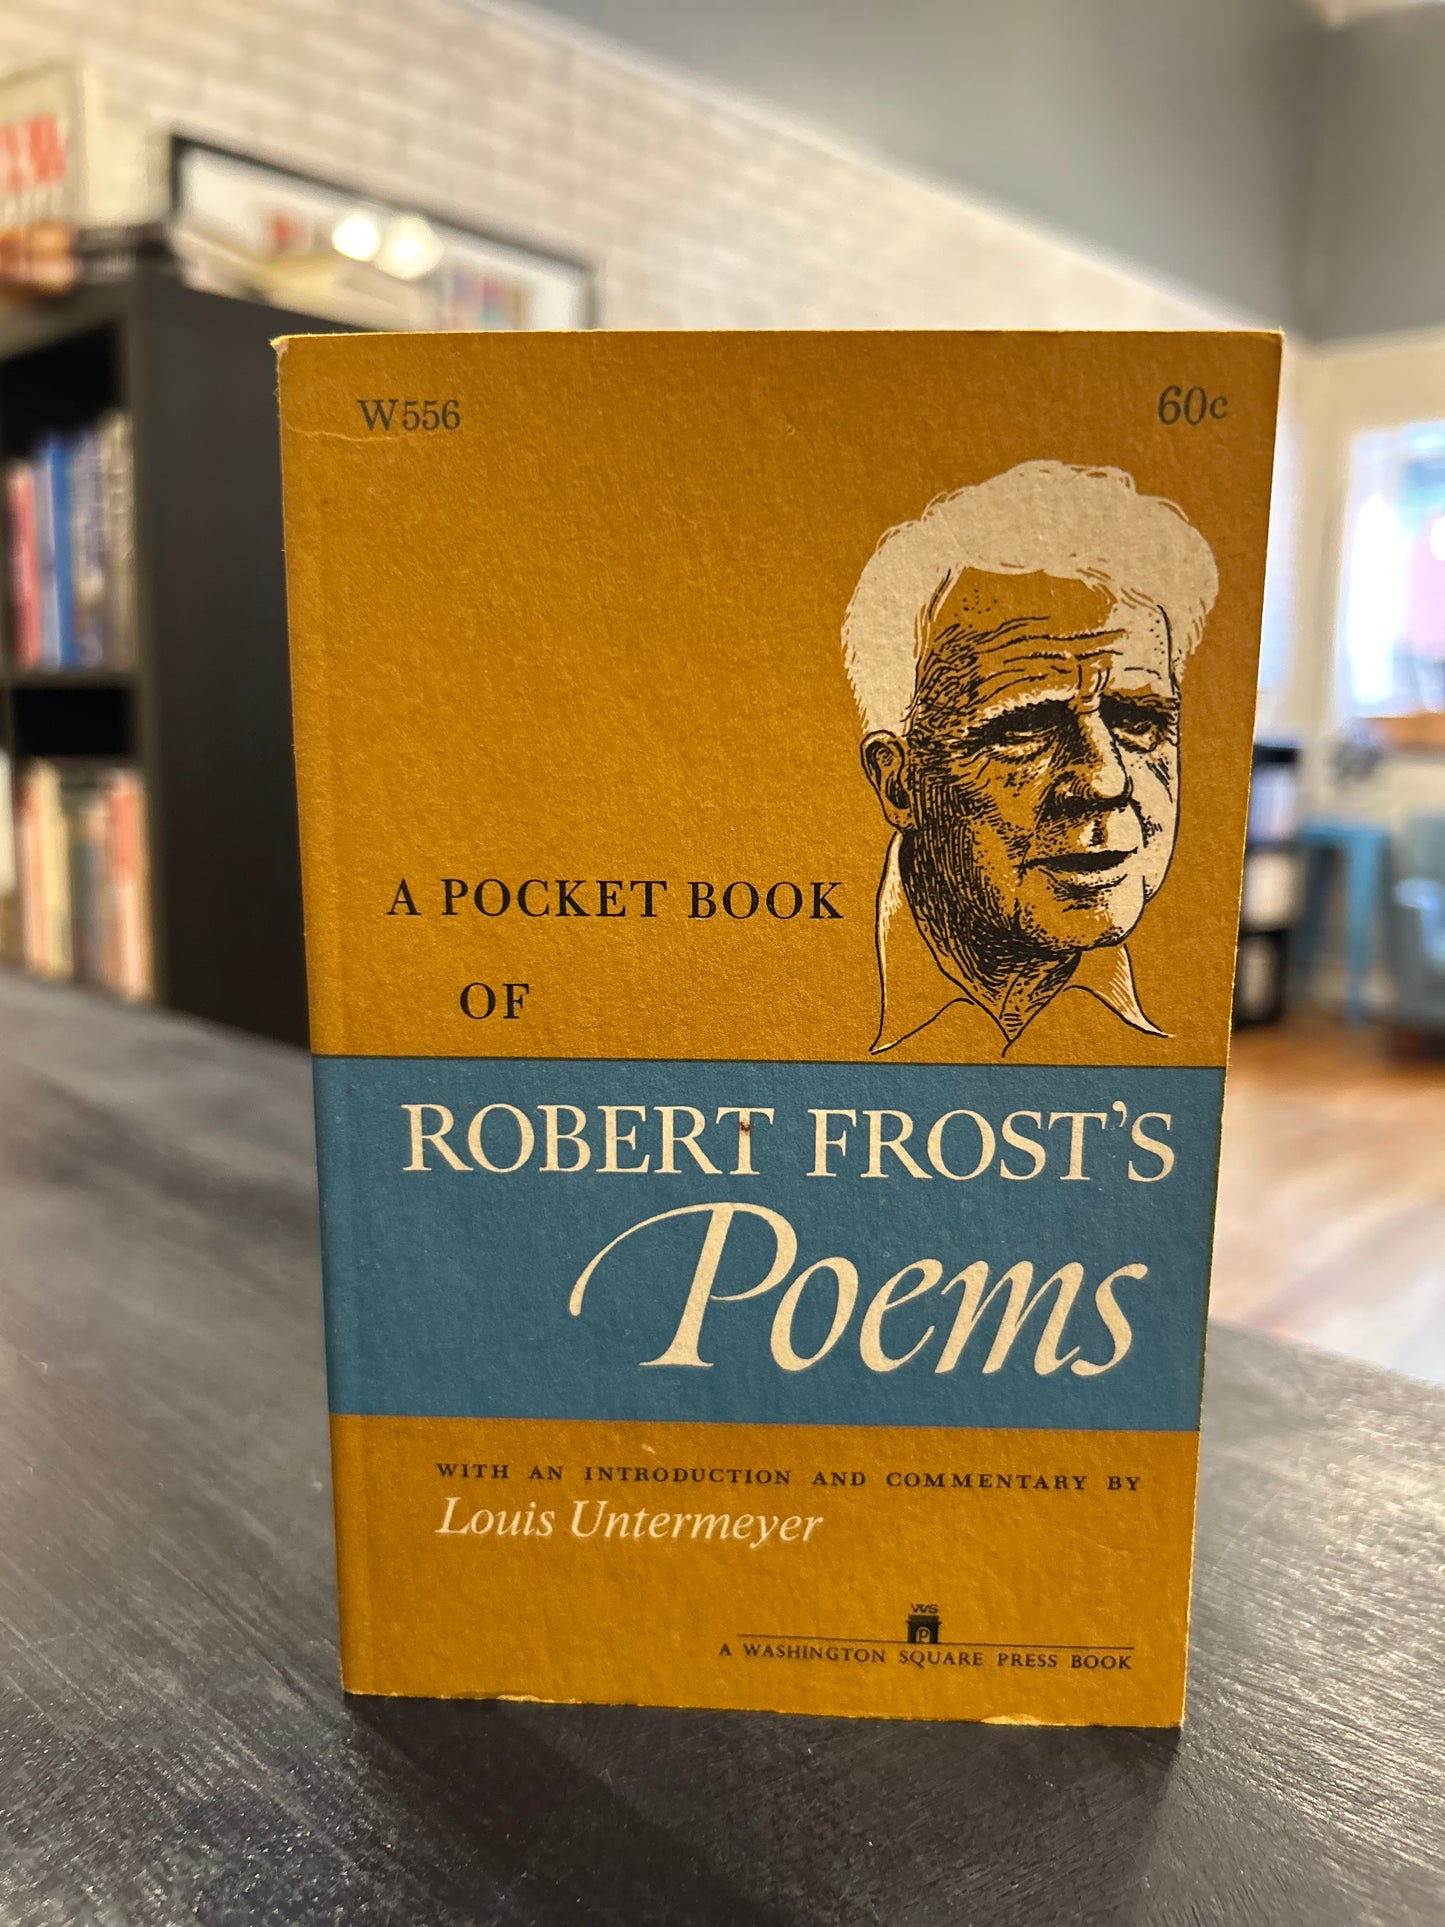 W556
60c
A POCKET BOOK
OF
ROBERT FROST'S
Poems
WITH AN INTRODUCTION AND COMMENTARY BY
Louis Untermeyer
WS
P
A WASHINGTON SQUARE PRESS BOOK